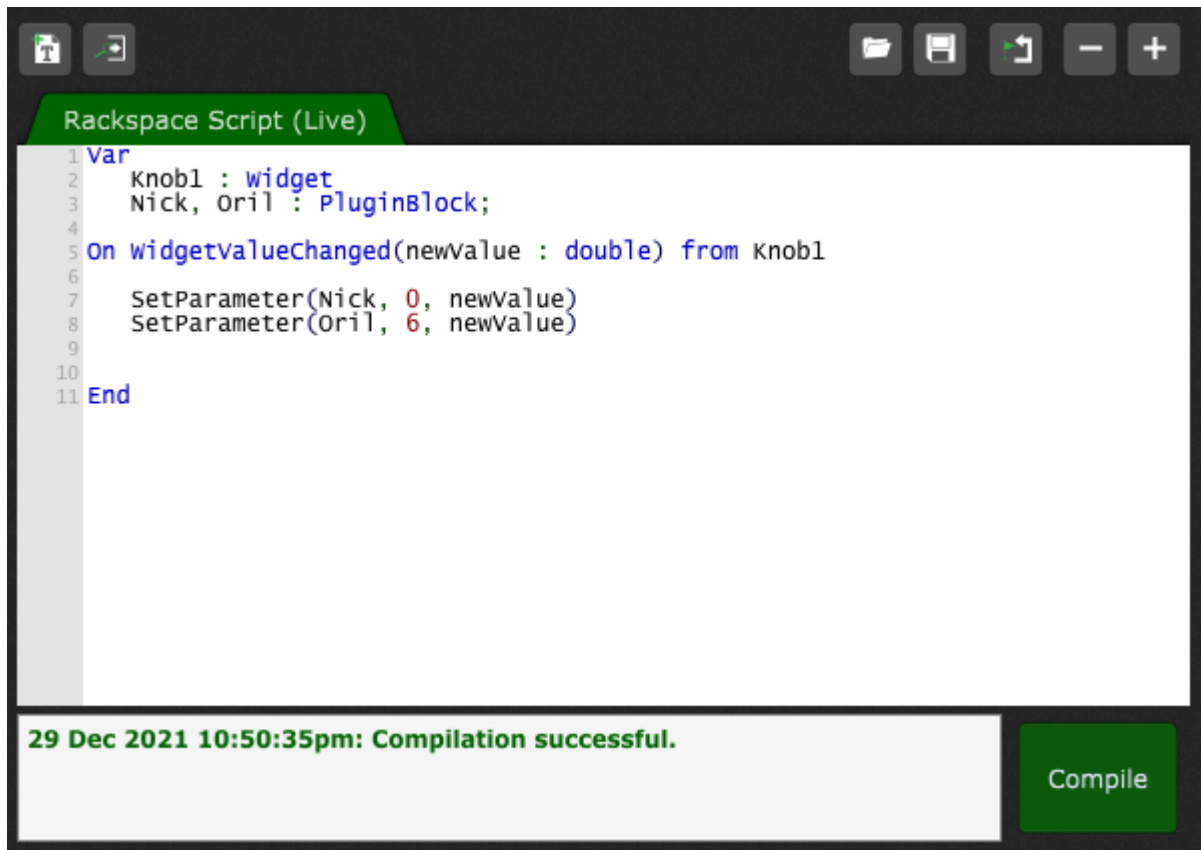 T
Rackspace Script (Live)
1 Var
2 Knob1 : Widget
3 Nick, Oril : PluginBlock;
4
5 On WidgetValueChanged(newValue : double) from Knob1
6
7 SetParameter(Nick, 0, newValue)
8 SetParameter(Oril, 6, newValue)
9
10
11 End
29 Dec 2021 10:50:35pm: Compilation successful.
Compile